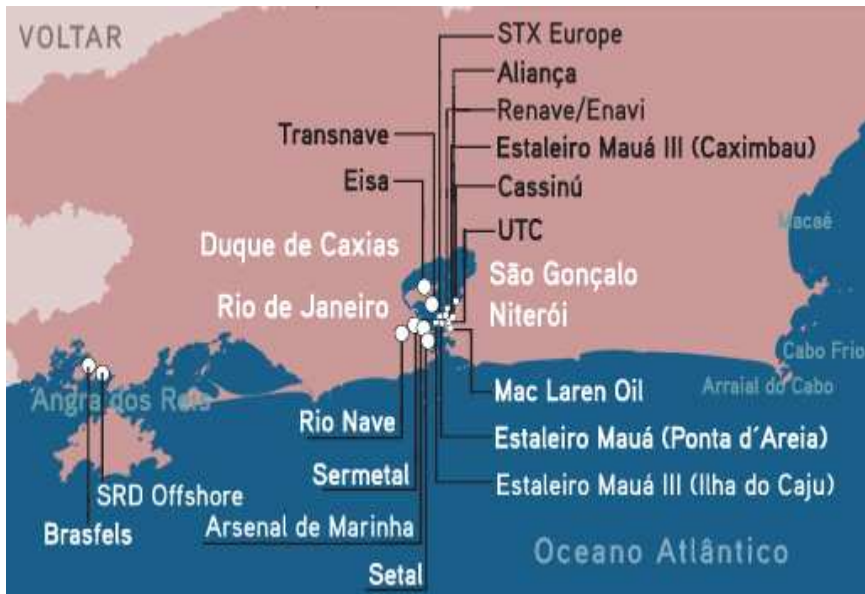 VOLTAR
STX Europe
Aliança
Renave/Enavi
Transnave
Estaleiro Mauá III (Caximbau)
Eisa
Cassinú
UTC
Macaé
Duque de Caxias
São Gonçalo
Rio de Janeiro
Niterói
Cabo Frio
Arraial do Cabo
Angra dos Reis
Mac Laren Oil
Rio Nave
Estaleiro Mauá (Ponta d´Areia)
Sermetal
Estaleiro Mauá III (Ilha do Caju)
SRD Offshore
Arsenal de Marinha
Brasfels
Oceano Atlântico
Setal